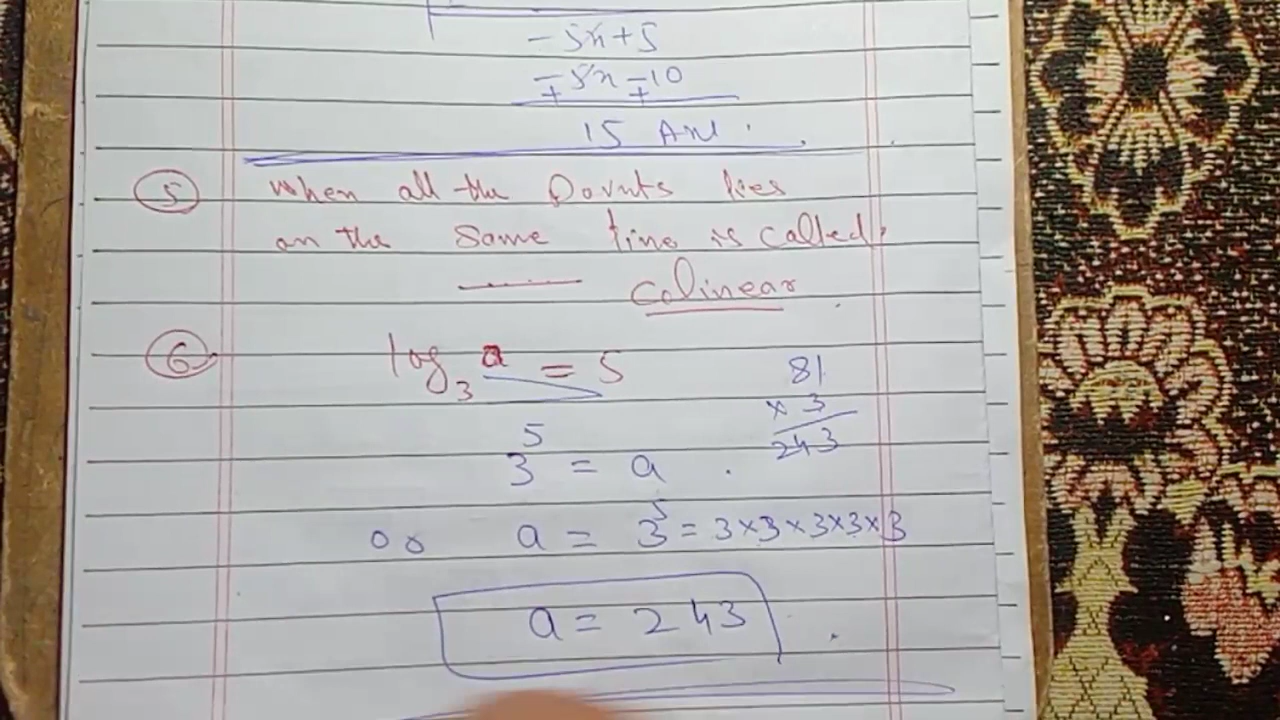 -5x+5
-5x -10
+ +
15 Ans.
5 When all the Points lies
on the Same line is called
—— Colinear
6 log₃ a = 5
81
× 3
243
3⁵ = a
or a = 3⁵ = 3×3×3×3×3
a = 243